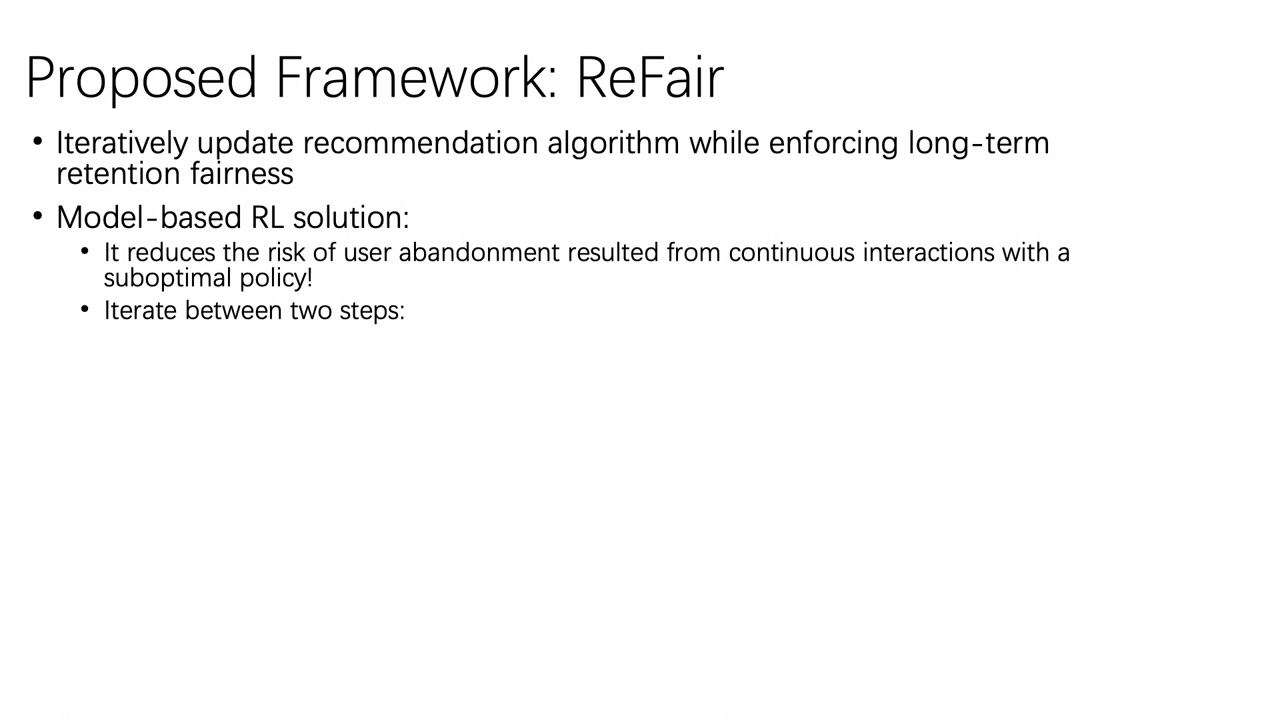 Proposed Framework: ReFair
• Iteratively update recommendation algorithm while enforcing long-term
retention fairness
• Model-based RL solution:
• It reduces the risk of user abandonment resulted from continuous interactions with a
suboptimal policy!
• Iterate between two steps: